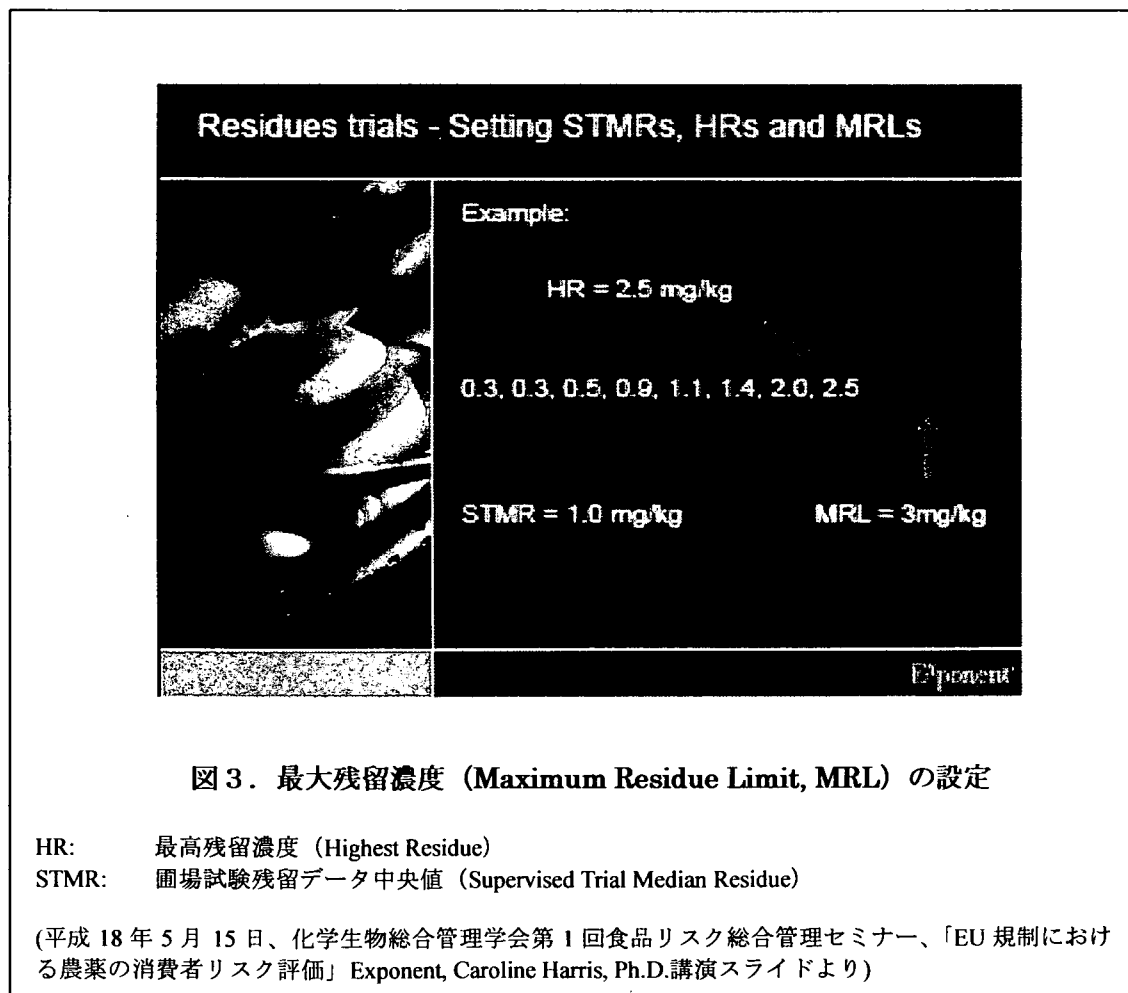 Residues trials - Setting STMRs, HRs and MRLs
Example:
HR = 2.5 mg/kg
0.3, 0.3, 0.5, 0.9, 1.1, 1.4, 2.0, 2.5
STMR = 1.0 mg/kg MRL = 3mg/kg
Exponent
図3．最大残留濃度（Maximum Residue Limit, MRL）の設定
HR: 最高残留濃度（Highest Residue）
STMR: 圃場試験残留データ中央値（Supervised Trial Median Residue）
(平成 18 年 5 月 15 日、化学生物総合管理学会第 1 回食品リスク総合管理セミナー、「EU 規制におけ
る農薬の消費者リスク評価」Exponent, Caroline Harris, Ph.D.講演スライドより)